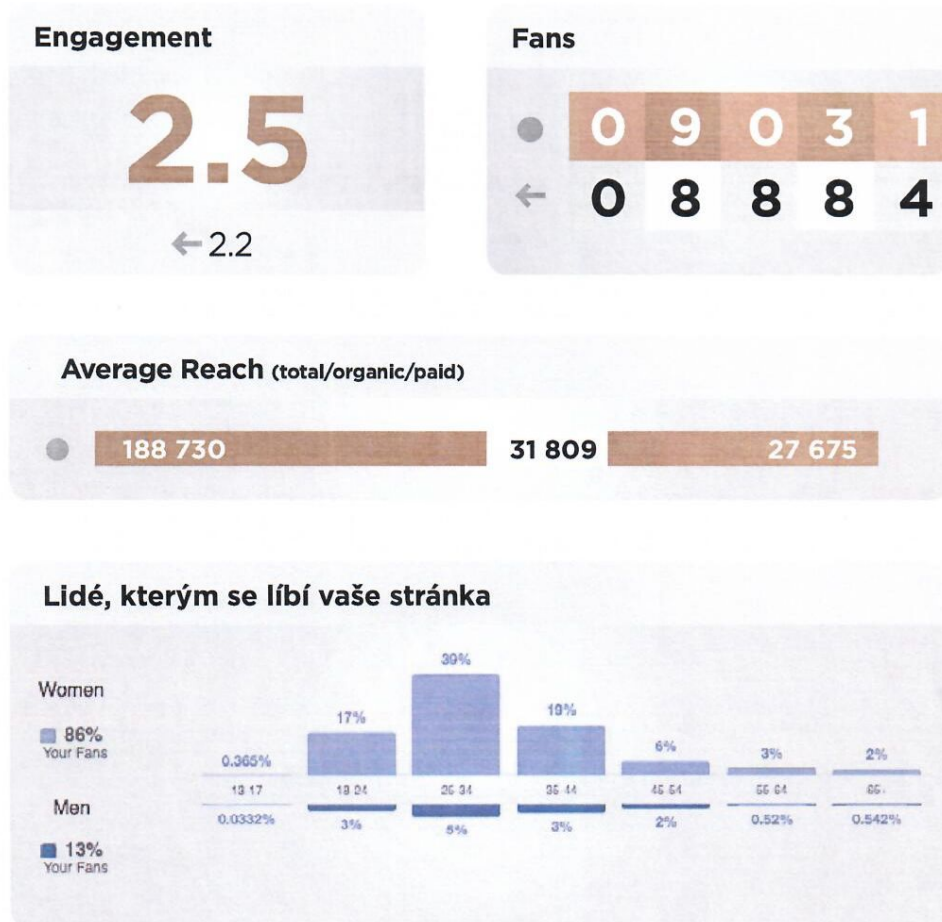 Engagement
2.5
← 2.2
Fans
0 9 0 3 1
← 0 8 8 8 4
Average Reach (total/organic/paid)
188 730 31 809 27 675
Lidé, kterým se líbí vaše stránka
Women
86%
Your Fans
0.365% 17% 39% 19% 6% 3% 2%
13-17 18-24 25-34 35-44 45-54 55-64 65+
Men
13%
Your Fans
0.0332% 3% 5% 3% 2% 0.52% 0.542%